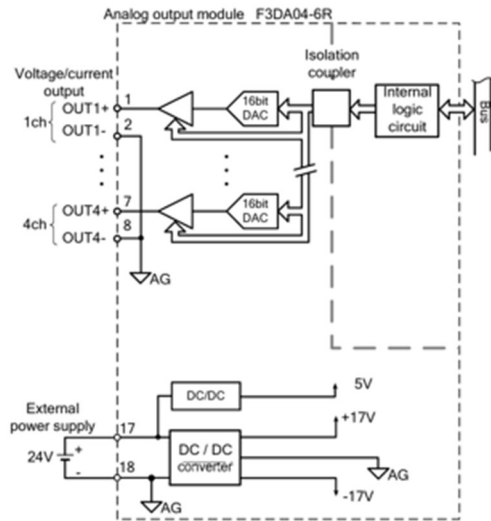 Analog output module F3DA04-6R
Isolation
coupler
Voltage/current
output
1ch
OUT1+
1
OUT1-
2
16bit
DAC
Internal
logic
circuit
Bus
4ch
OUT4+
7
OUT4-
8
16bit
DAC
AG
External
power supply
24V
+
-
17
18
DC/DC
5V
DC / DC
converter
+17V
AG
-17V
AG